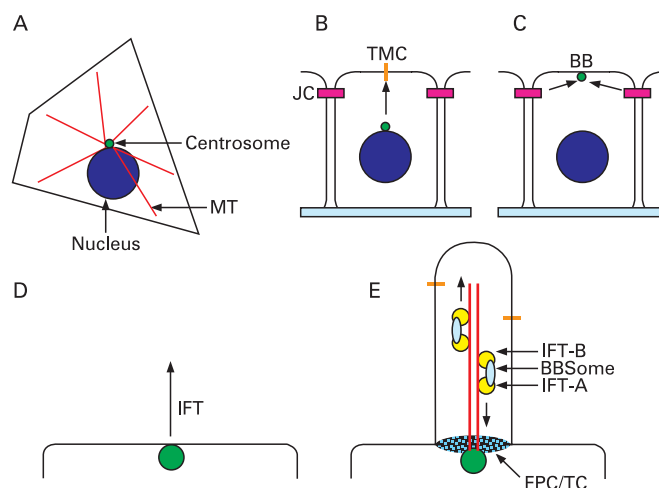 A
Centrosome
MT
Nucleus
B
TMC
JC
C
BB
D
IFT
E
IFT-B
BBSome
IFT-A
FPC/TC